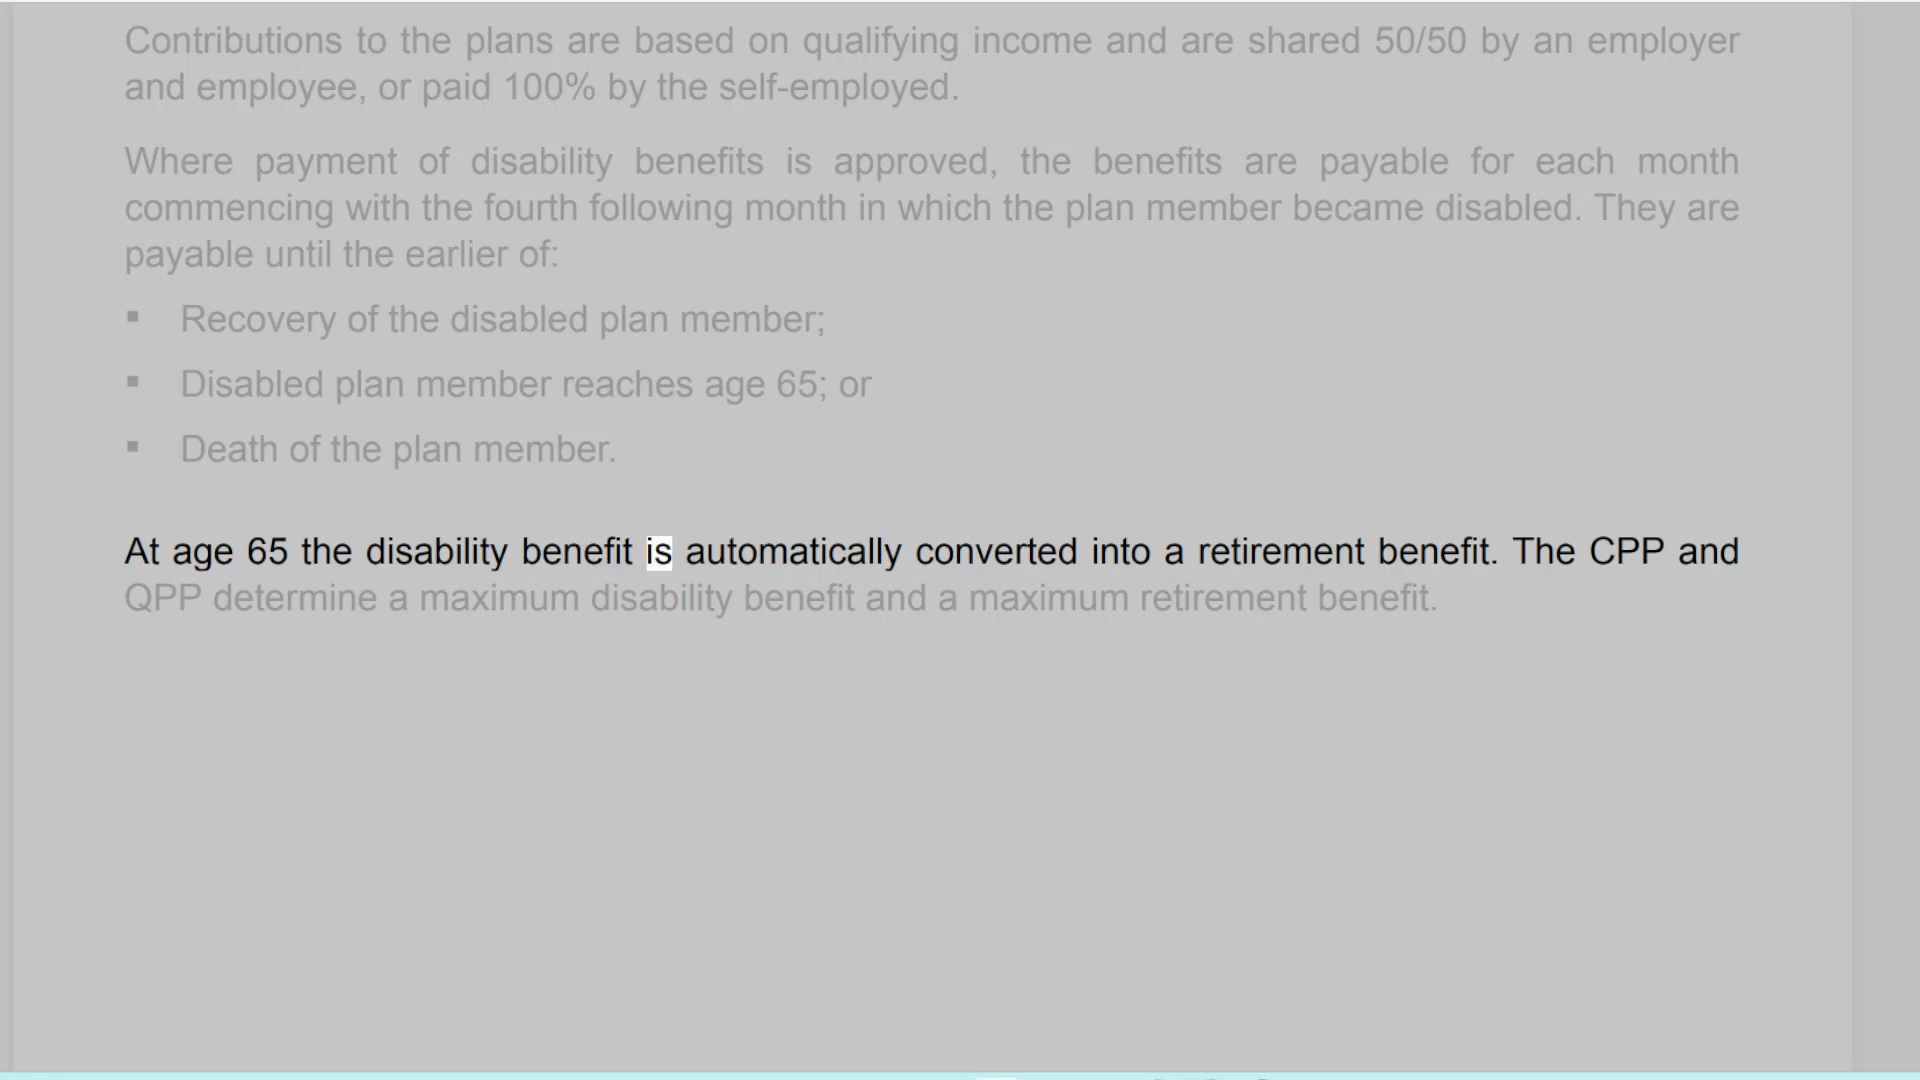 Contributions to the plans are based on qualifying income and are shared 50/50 by an employer
and employee, or paid 100% by the self-employed.
Where payment of disability benefits is approved, the benefits are payable for each month
commencing with the fourth following month in which the plan member became disabled. They are
payable until the earlier of:
▪ Recovery of the disabled plan member;
▪ Disabled plan member reaches age 65; or
▪ Death of the plan member.
At age 65 the disability benefit is automatically converted into a retirement benefit. The CPP and
QPP determine a maximum disability benefit and a maximum retirement benefit.